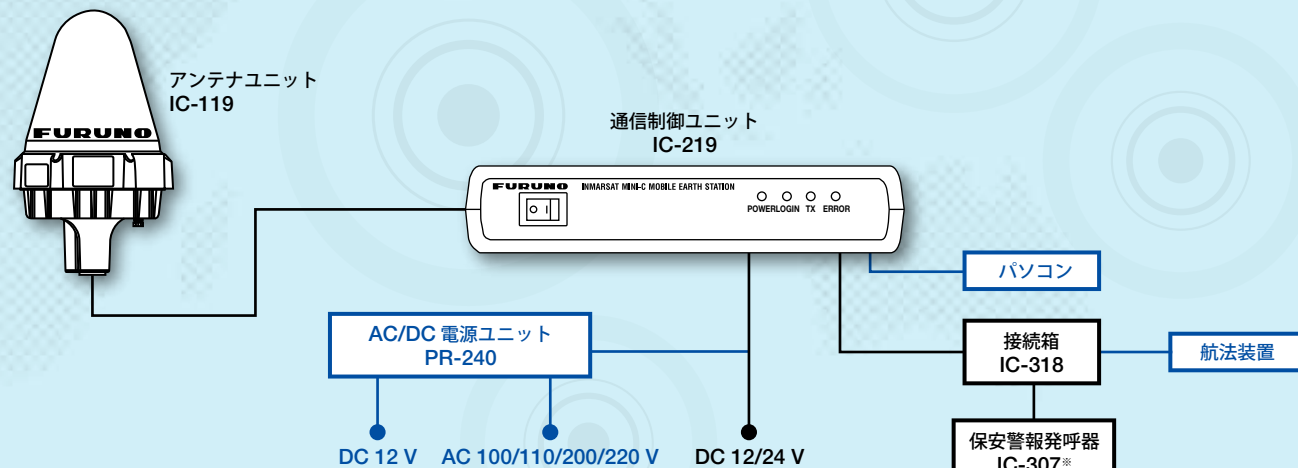 アンテナユニット
IC-119
FURUNO
通信制御ユニット
IC-219
FURUNO INMARSAT MINI-C MOBILE EARTH STATION
POWER LOGIN TX ERROR
パソコン
AC/DC 電源ユニット
PR-240
接続箱
IC-318
航法装置
DC 12 V
AC 100/110/200/220 V
DC 12/24 V
保安警報発呼器
IC-307※